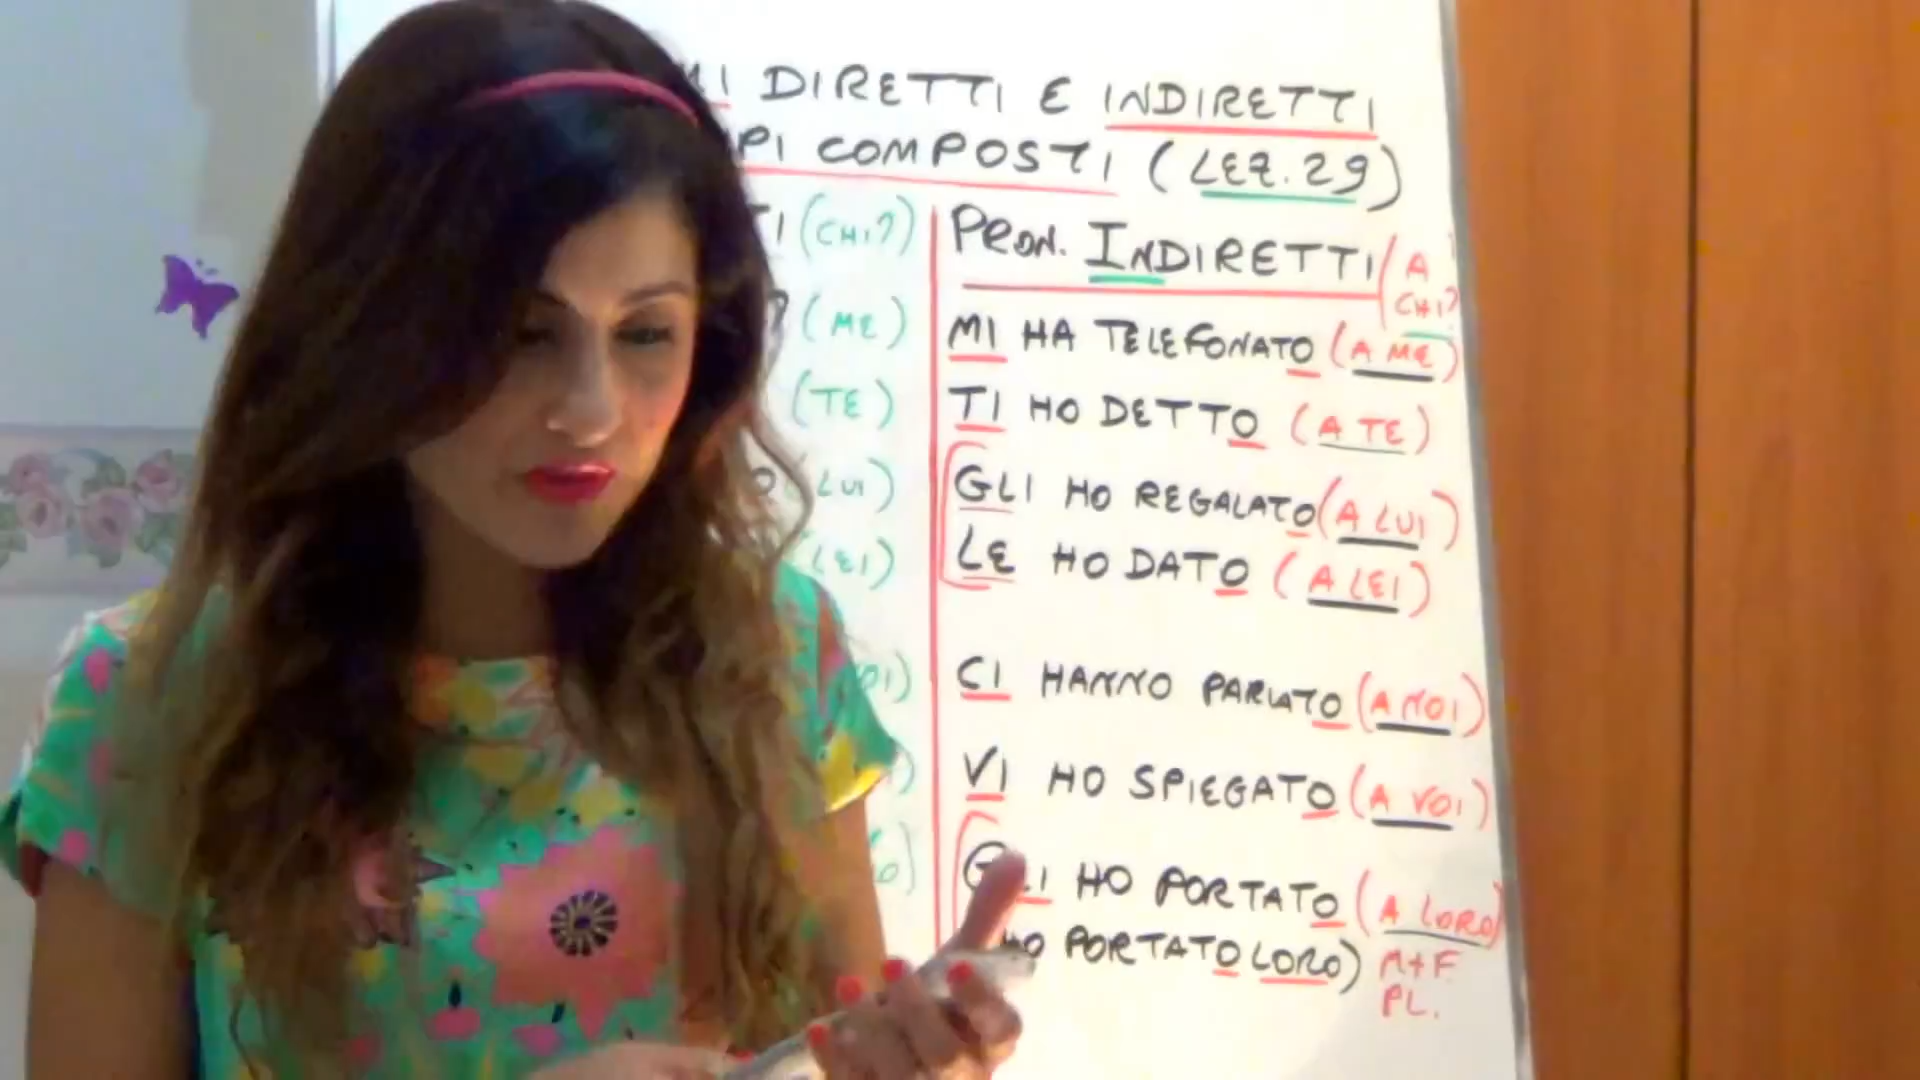 DIRETTI E INDIRETTI
COMPOSTI (LEZ. 29)
(CHI?)
(ME)
(TE)
LUI)
LEI)
PRON. INDIRETTI (A CHI?)
MI HA TELEFONATO (A ME)
TI HO DETTO (A TE)
GLI HO REGALATO (A LUI)
LE HO DATO (A LEI)
CI HANNO PARLATO (A NOI)
VI HO SPIEGATO (A VOI)
GLI HO PORTATO (A LORO)
HO PORTATO LORO) M+F
PL.